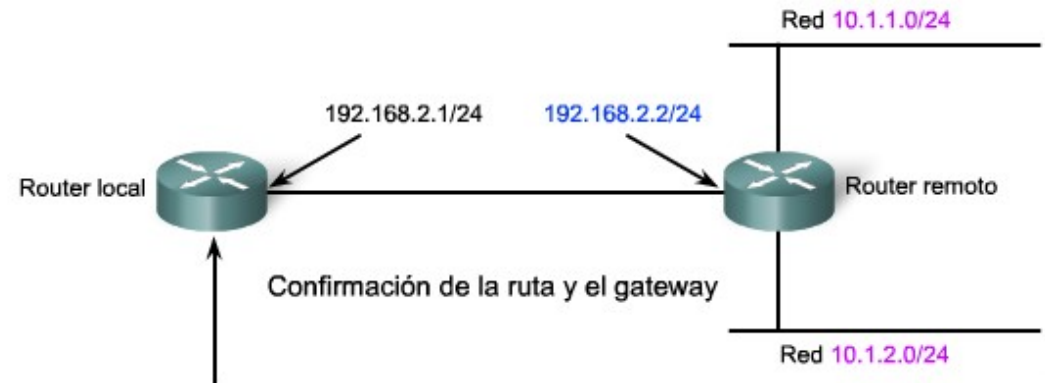 Red 10.1.1.0/24
192.168.2.1/24
192.168.2.2/24
Router local
Router remoto
Confirmación de la ruta y el gateway
Red 10.1.2.0/24